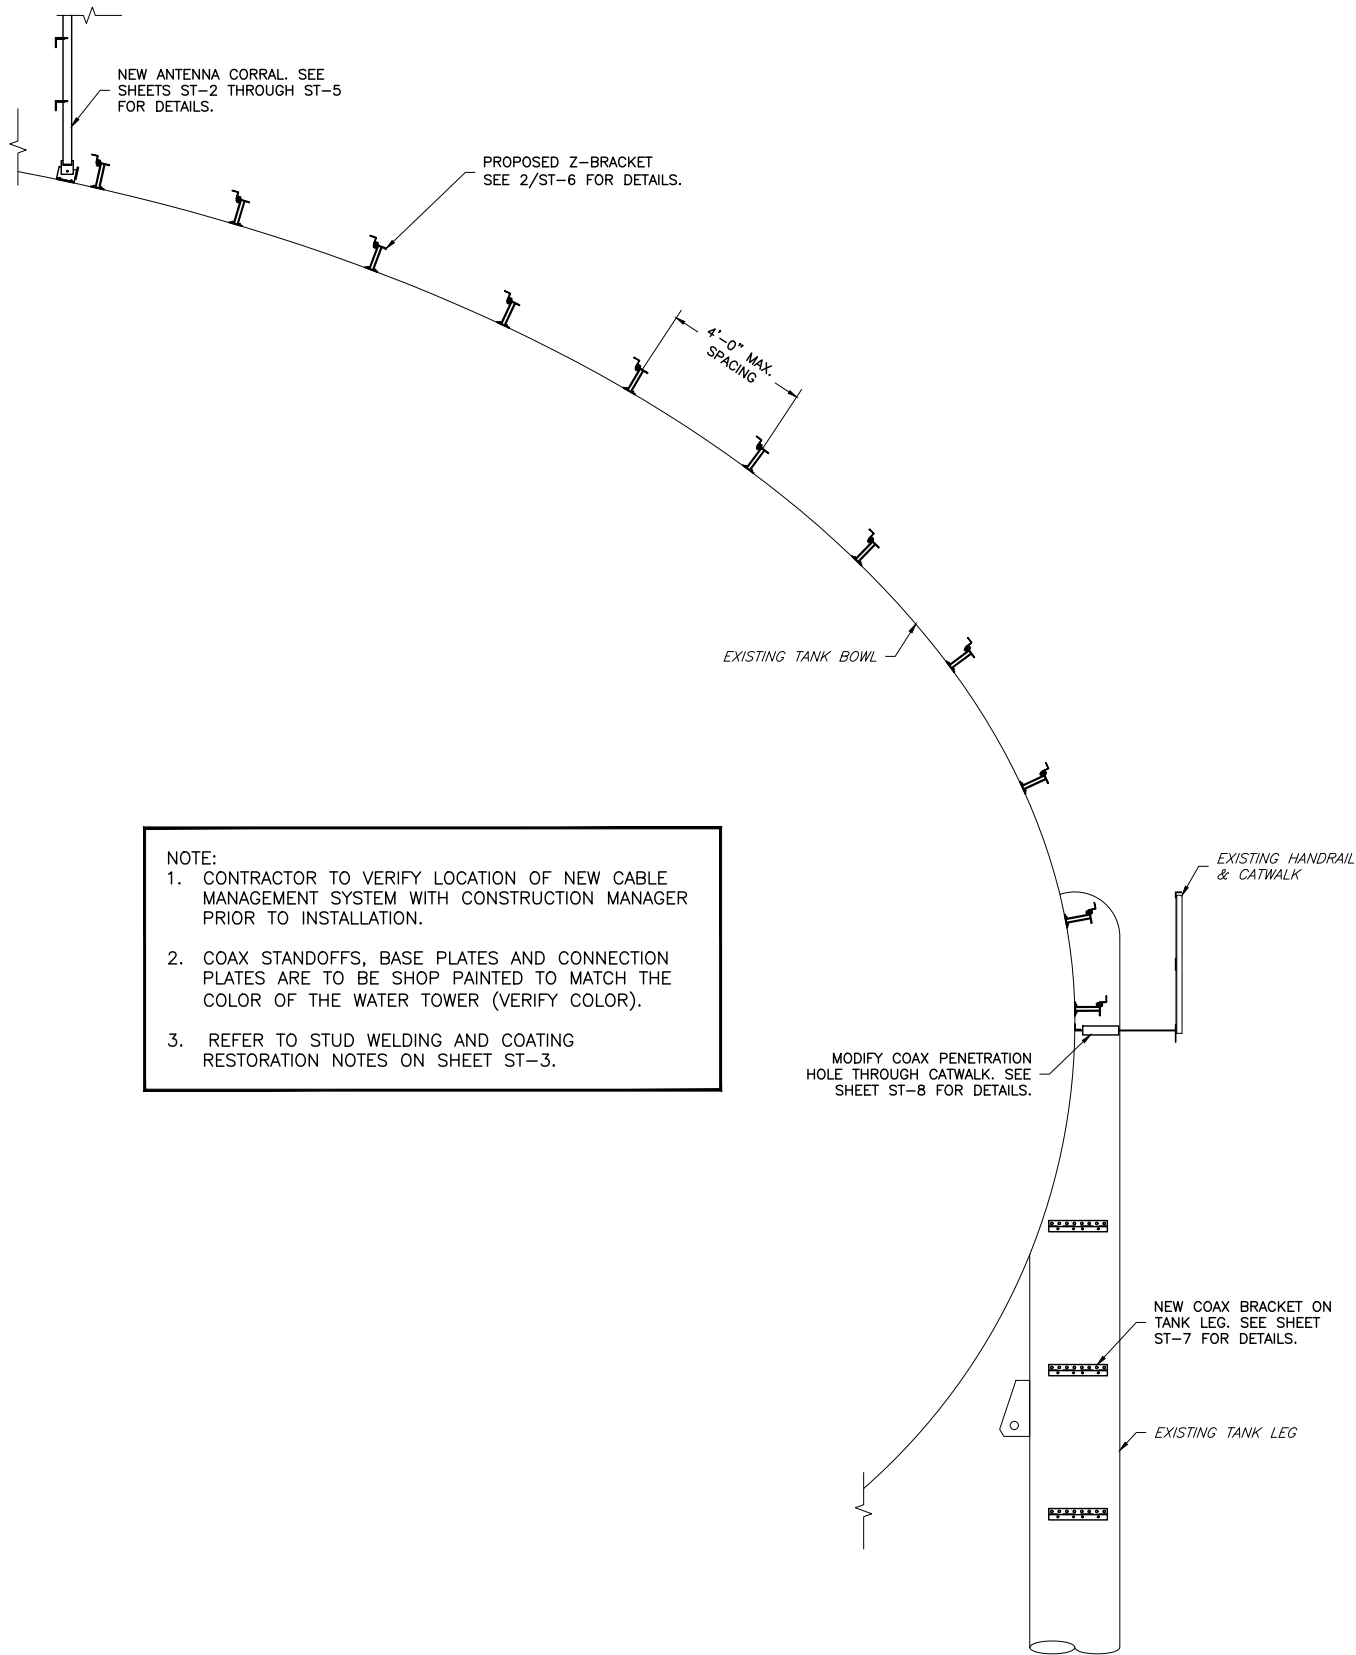 NEW ANTENNA CORRAL. SEE
SHEETS ST-2 THROUGH ST-5
FOR DETAILS.
PROPOSED Z-BRACKET
SEE 2/ST-6 FOR DETAILS.
4'-0" MAX.
SPACING
EXISTING TANK BOWL
NOTE:
1. CONTRACTOR TO VERIFY LOCATION OF NEW CABLE
MANAGEMENT SYSTEM WITH CONSTRUCTION MANAGER
PRIOR TO INSTALLATION.
2. COAX STANDOFFS, BASE PLATES AND CONNECTION
PLATES ARE TO BE SHOP PAINTED TO MATCH THE
COLOR OF THE WATER TOWER (VERIFY COLOR).
3. REFER TO STUD WELDING AND COATING
RESTORATION NOTES ON SHEET ST-3.
EXISTING HANDRAIL
& CATWALK
MODIFY COAX PENETRATION
HOLE THROUGH CATWALK. SEE
SHEET ST-8 FOR DETAILS.
NEW COAX BRACKET ON
TANK LEG. SEE SHEET
ST-7 FOR DETAILS.
EXISTING TANK LEG